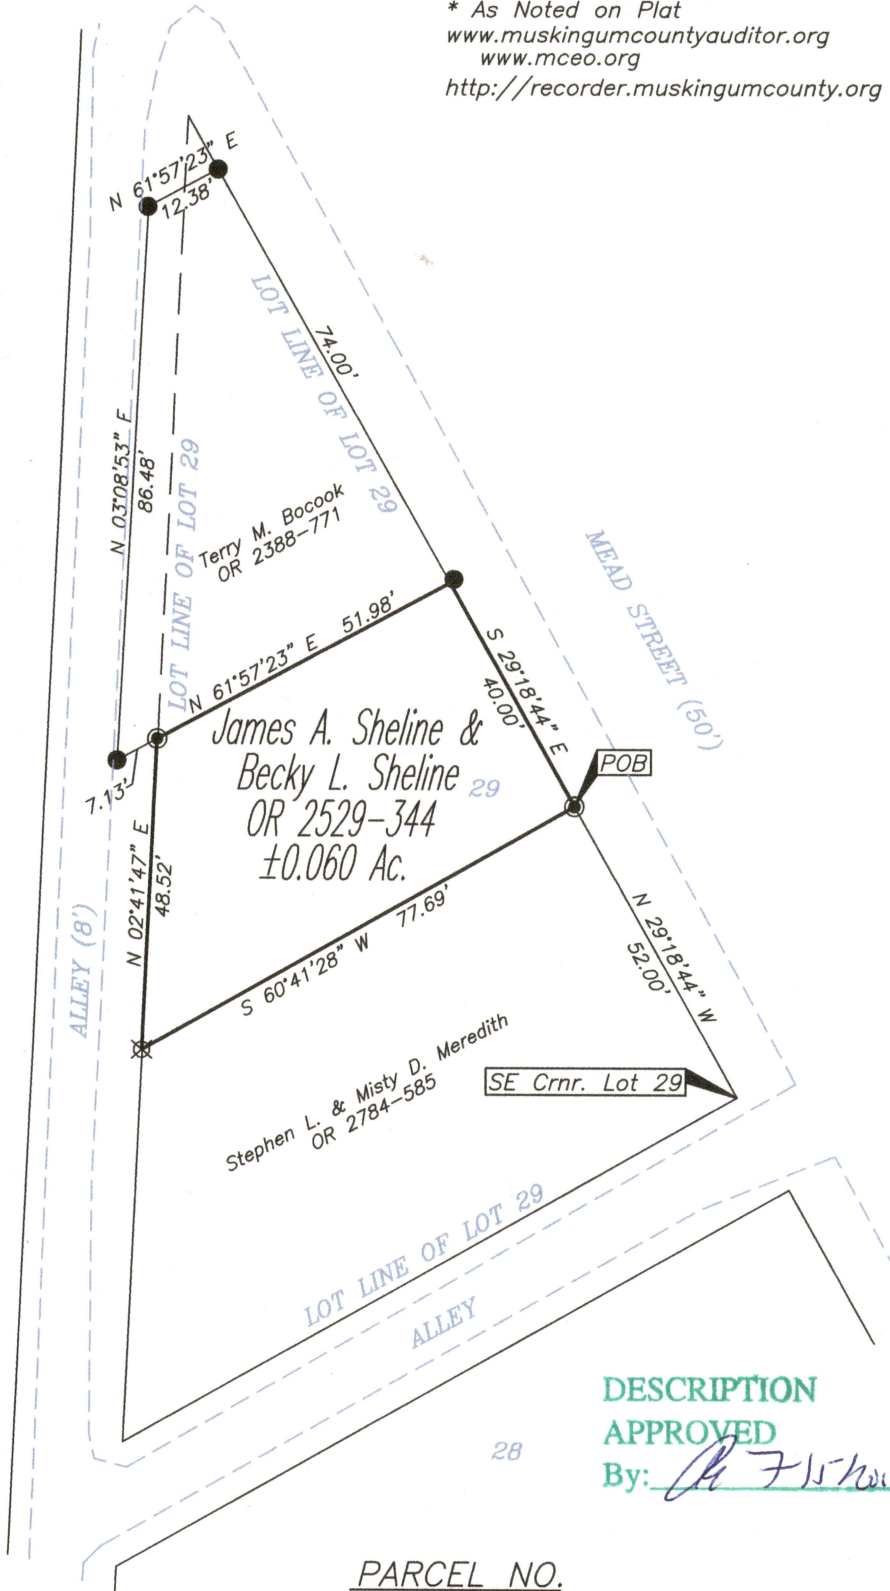 * As Noted on Plat
www.muskingumcountyauditor.org
www.mceo.org
http://recorder.muskingumcounty.org
N 61°57'23" E
12.38'
LOT LINE OF LOT 29
74.00'
N 03°08'53" E
86.48'
LOT LINE OF LOT 29
Terry M. Bocook
OR 2388-771
MEAD STREET (50')
N 61°57'23" E 51.98'
S 29°18'44" E
40.00'
James A. Sheline &
Becky L. Sheline
OR 2529-344
±0.060 Ac.
29
POB
7.13'
N 02°41'47" E
48.52'
S 60°41'28" W 77.69'
ALLEY (8')
N 29°18'44" W
52.00'
SE Crnr. Lot 29
Stephen L. & Misty D. Meredith
OR 2784-585
LOT LINE OF LOT 29
ALLEY
28
DESCRIPTION
APPROVED
By:
PARCEL NO.